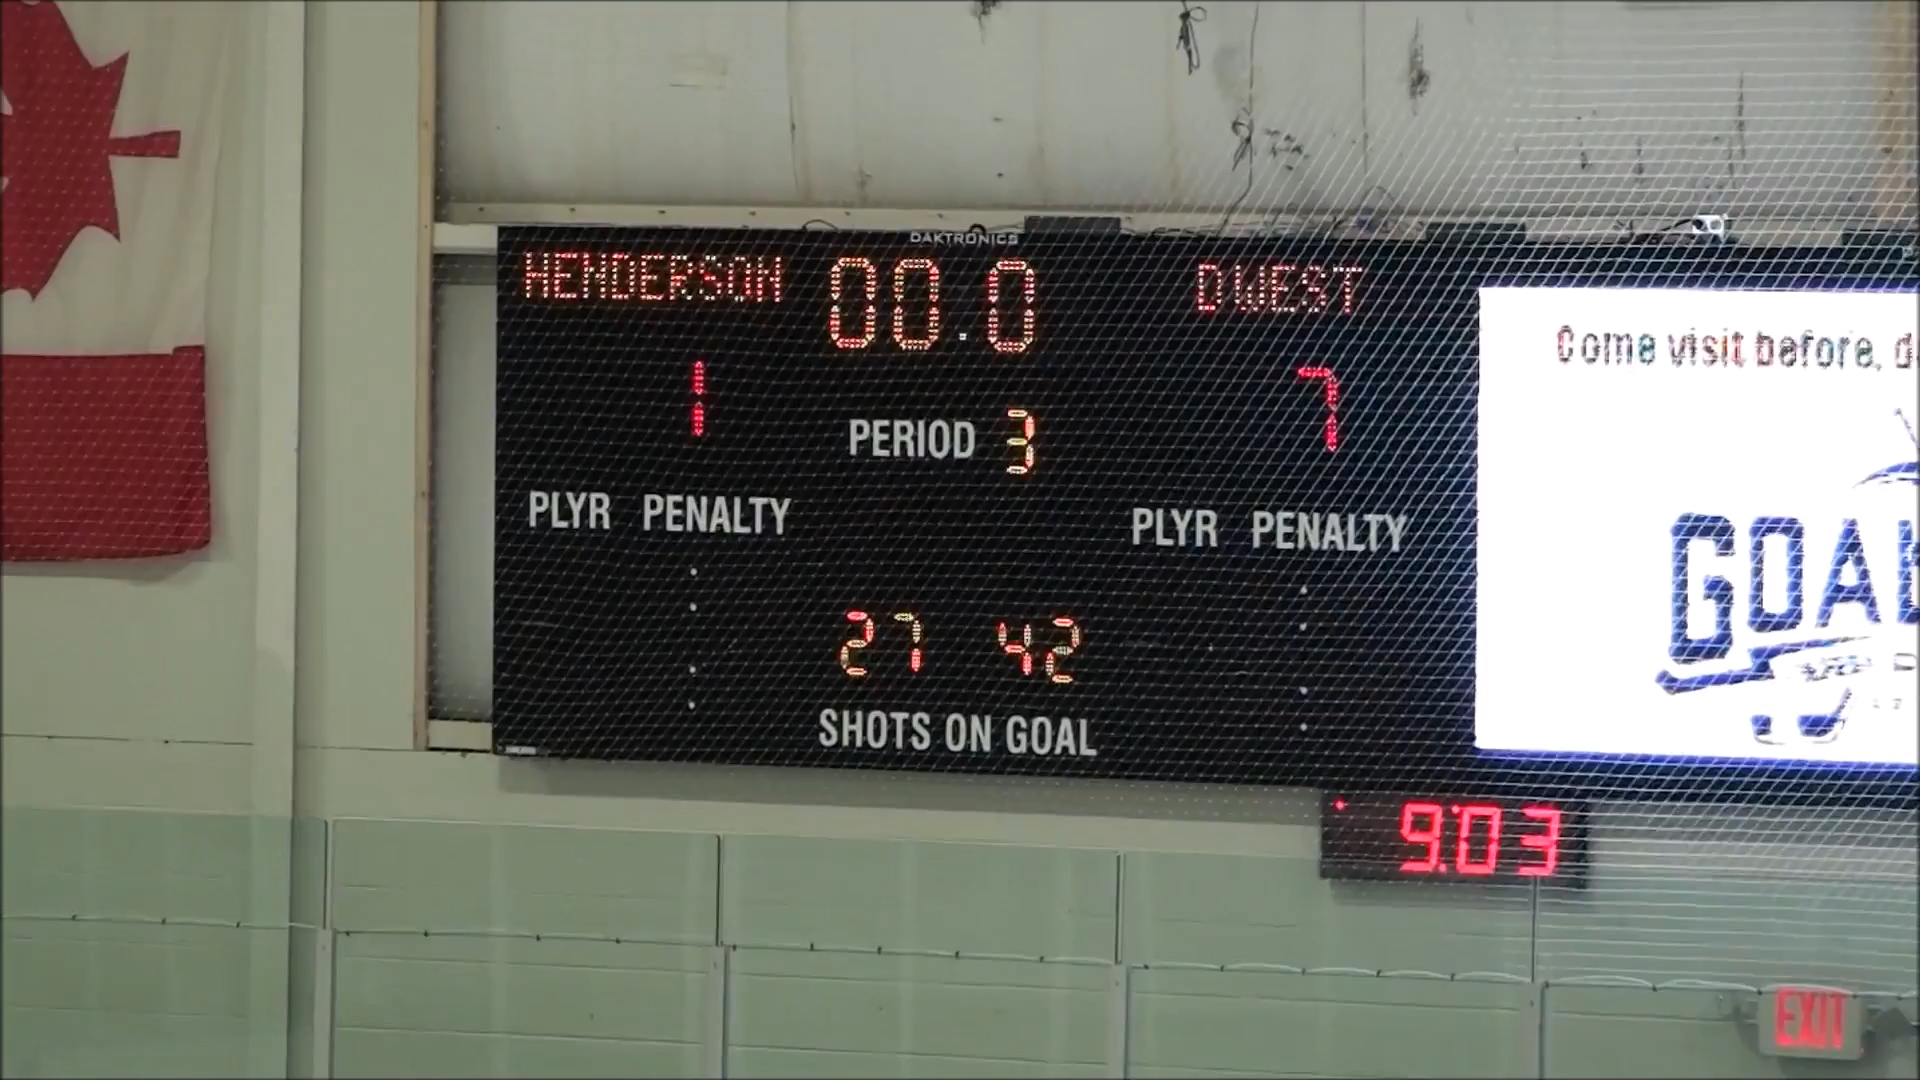 DAKTRONICS
HENDERSON 00.0 DWEST
1 7
PERIOD 3
PLYR PENALTY PLYR PENALTY
27 42
SHOTS ON GOAL
Come visit before, d
GOAL
9:03
EXIT